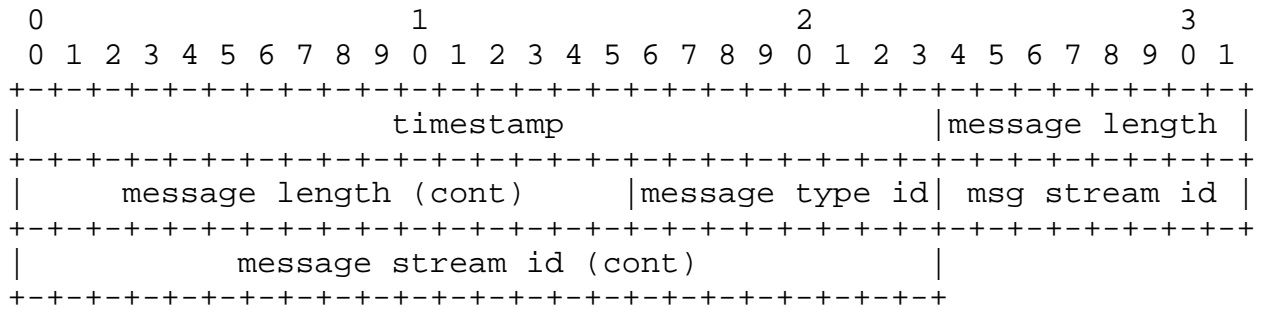 0                   1                   2                   3
 0 1 2 3 4 5 6 7 8 9 0 1 2 3 4 5 6 7 8 9 0 1 2 3 4 5 6 7 8 9 0 1
+-+-+-+-+-+-+-+-+-+-+-+-+-+-+-+-+-+-+-+-+-+-+-+-+-+-+-+-+-+-+-+-+
|                   timestamp                   |message length |
+-+-+-+-+-+-+-+-+-+-+-+-+-+-+-+-+-+-+-+-+-+-+-+-+-+-+-+-+-+-+-+-+
|     message length (cont)     |message type id| msg stream id |
+-+-+-+-+-+-+-+-+-+-+-+-+-+-+-+-+-+-+-+-+-+-+-+-+-+-+-+-+-+-+-+-+
|           message stream id (cont)            |
+-+-+-+-+-+-+-+-+-+-+-+-+-+-+-+-+-+-+-+-+-+-+-+-+